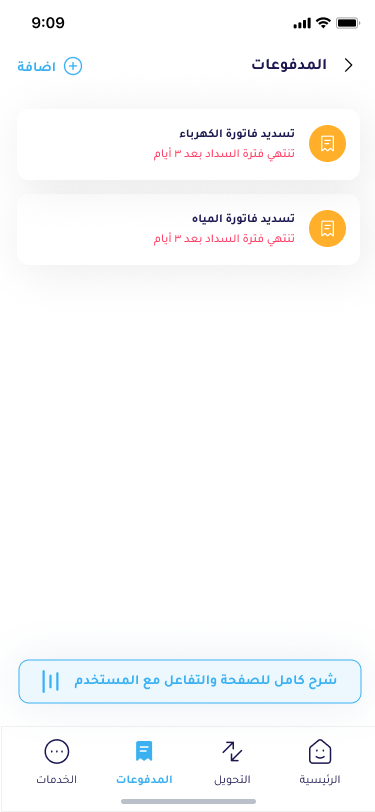 9:09
المدفوعات
اضافة
تسديد فاتورة الكهرباء
تنتهي فترة السداد بعد ٣ أيام
تسديد فاتورة المياه
تنتهي فترة السداد بعد ٣ أيام
شرح كامل للصفحة والتفاعل مع المستخدم
الرئيسية
التحويل
المدفوعات
الخدمات